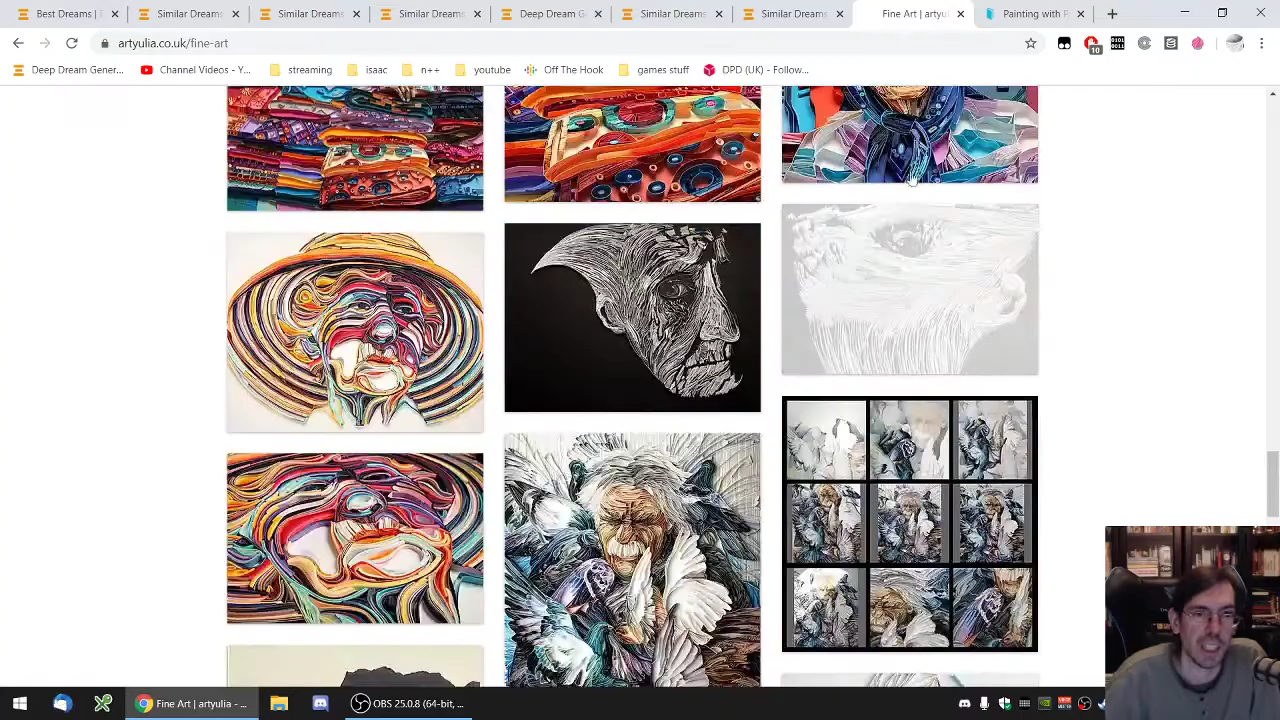 Best Dreams | D
Similar Dreams
Similar Dreams
Similar Dreams
Deep Dream Ge
Similar Dreams
Similar Dreams
Fine Art | artyu
Painting with P
artyulia.co.uk/fine-art
10
Deep Dream Gener...
Channel Videos - Y...
streaming
isaac
n++
youtube
Off The Hook
games stuff
DPD (UK) - Follow...
Fine Art | artyulia - ...
OBS 25.0.8 (64-bit, ...